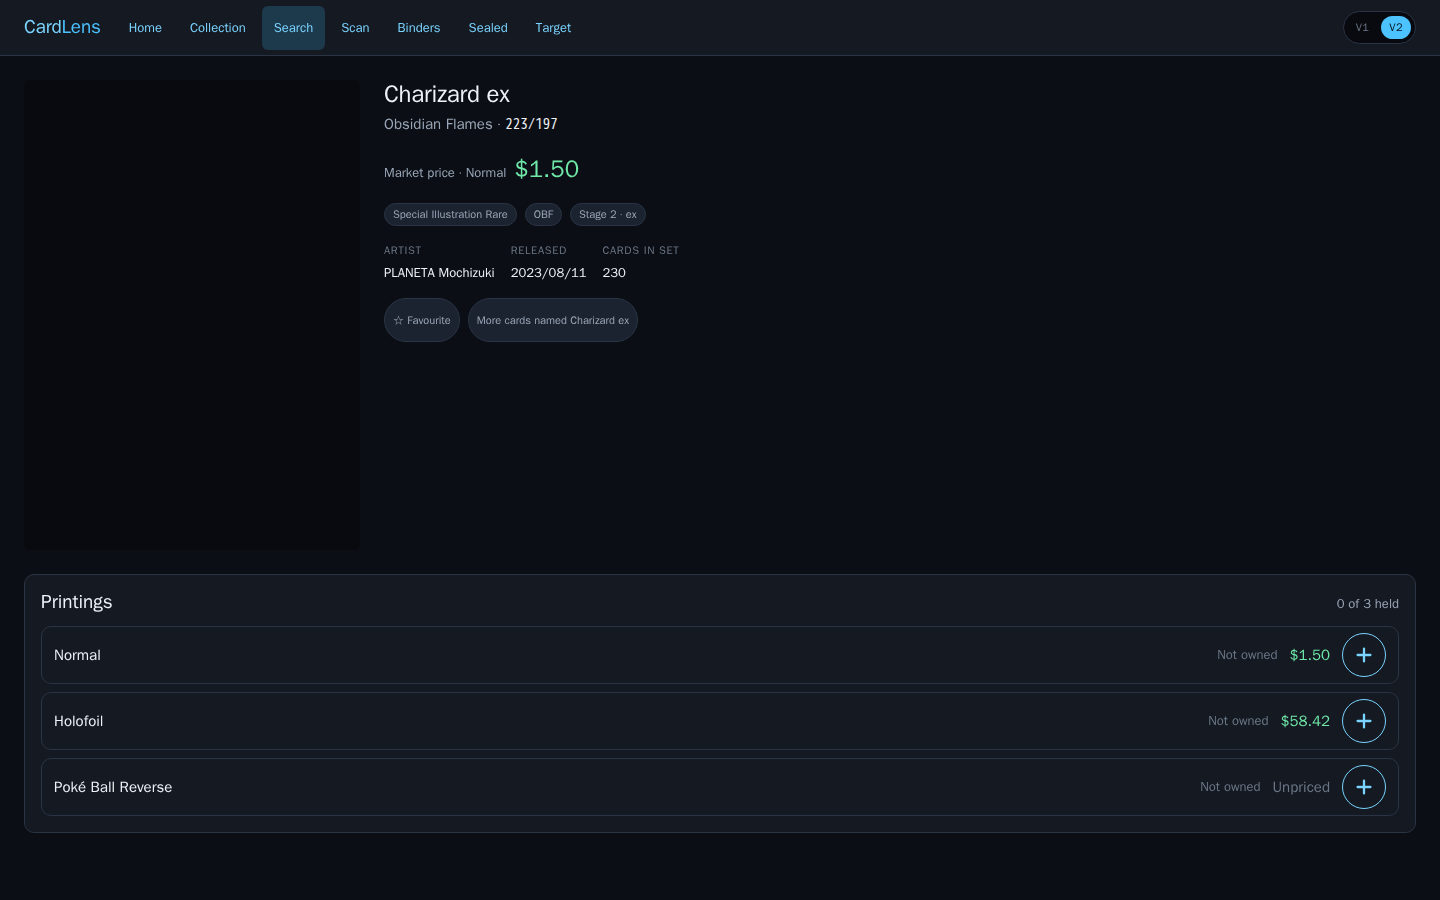 CardLens Home Collection Search Scan Binders Sealed Target V1 V2
Charizard ex
Obsidian Flames · 223/197
Market price · Normal $1.50
Special Illustration Rare OBF Stage 2 · ex
ARTIST RELEASED CARDS IN SET
PLANETA Mochizuki 2023/08/11 230
☆ Favourite More cards named Charizard ex
Printings 0 of 3 held
Normal Not owned $1.50 +
Holofoil Not owned $58.42 +
Poké Ball Reverse Not owned Unpriced +